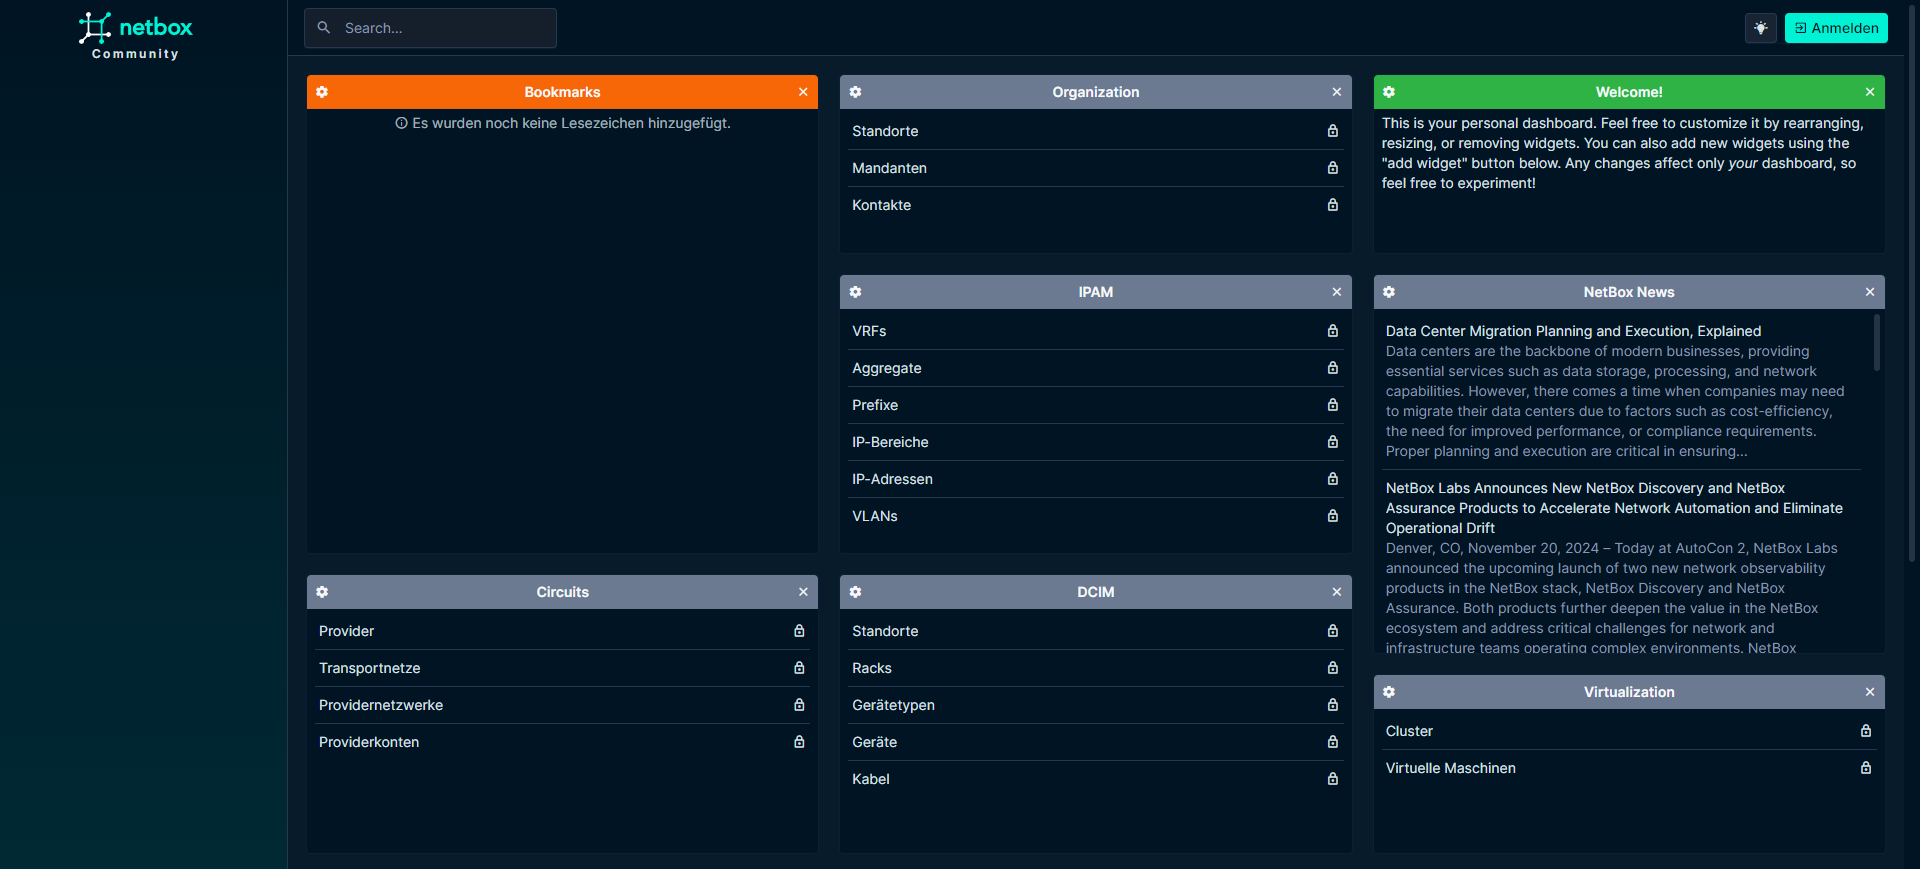 netbox
Community
Search...
Anmelden
Bookmarks
Es wurden noch keine Lesezeichen hinzugefügt.
Organization
Standorte
Mandanten
Kontakte
Welcome!
This is your personal dashboard. Feel free to customize it by rearranging,
resizing, or removing widgets. You can also add new widgets using the
"add widget" button below. Any changes affect only your dashboard, so
feel free to experiment!
IPAM
VRFs
Aggregate
Prefixe
IP-Bereiche
IP-Adressen
VLANs
NetBox News
Data Center Migration Planning and Execution, Explained
Data centers are the backbone of modern businesses, providing
essential services such as data storage, processing, and network
capabilities. However, there comes a time when companies may need
to migrate their data centers due to factors such as cost-efficiency,
the need for improved performance, or compliance requirements.
Proper planning and execution are critical in ensuring...
NetBox Labs Announces New NetBox Discovery and NetBox
Assurance Products to Accelerate Network Automation and Eliminate
Operational Drift
Denver, CO, November 20, 2024 – Today at AutoCon 2, NetBox Labs
announced the upcoming launch of two new network observability
products in the NetBox stack, NetBox Discovery and NetBox
Assurance. Both products further deepen the value in the NetBox
ecosystem and address critical challenges for network and
infrastructure teams operating complex environments. NetBox
Circuits
Provider
Transportnetze
Providernetzwerke
Providerkonten
DCIM
Standorte
Racks
Gerätetypen
Geräte
Kabel
Virtualization
Cluster
Virtuelle Maschinen